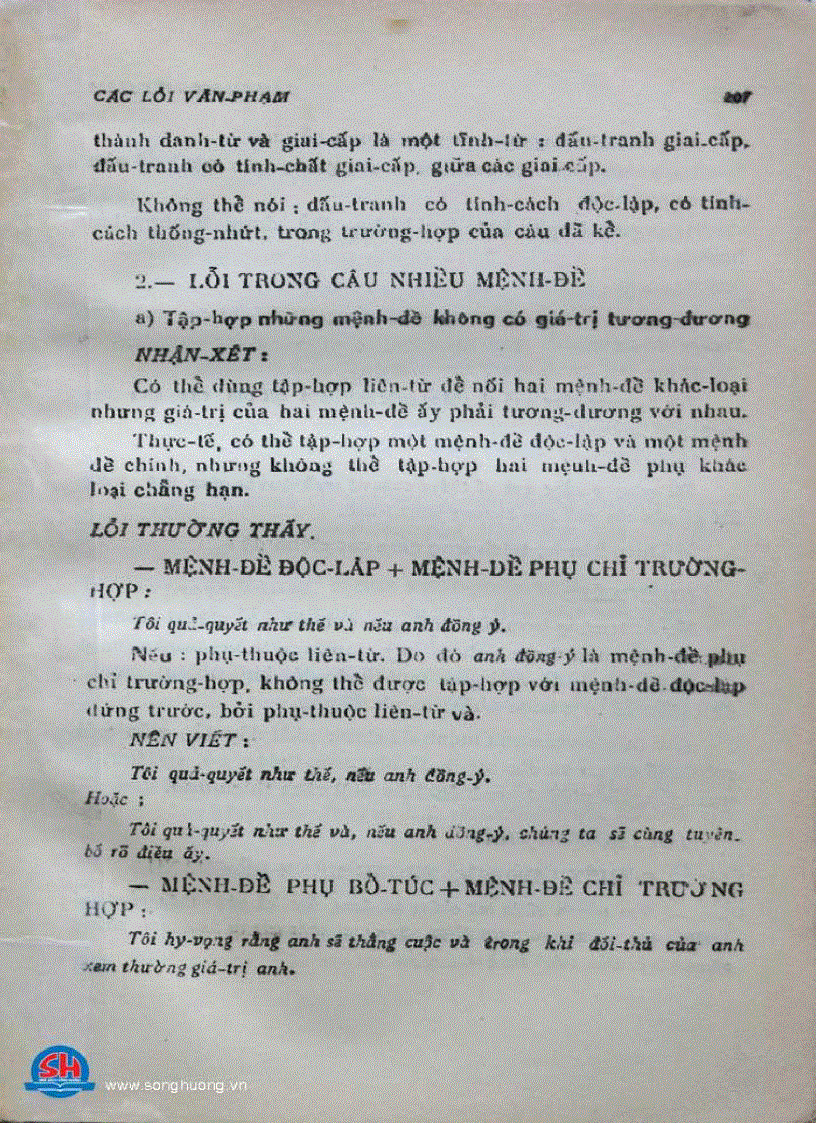 CÁC LỖI VĂN-PHẠM 207
thành danh-từ và giai-cấp là một tĩnh-từ : đấu-tranh giai-cấp,
đấu-tranh có tính-chất giai-cấp, giữa các giai cấp.
Không thể nói : đấu-tranh có tính-cách độc-lập, có tính-
cách thống-nhứt, trong trường-hợp của câu đã kể.
2.— LỖI TRONG CÂU NHIỀU MỆNH-ĐỀ
a) Tập-hợp những mệnh-đề không có giá-trị tương-đương
NHẬN-XÉT :
Có thể dùng tập-hợp liên-từ để nối hai mệnh-đề khác-loại
nhưng giá-trị của hai mệnh-đề ấy phải tương-đương với nhau.
Thực-tế, có thể tập-hợp một mệnh-đề độc-lập và một mệnh
đề chính, nhưng không thể tập-hợp hai mệnh-đề phụ khác
loại chẳng hạn.
LỖI THƯỜNG THẤY.
— MỆNH-ĐỀ ĐỘC-LẬP + MỆNH-ĐỀ PHỤ CHỈ TRƯỜNG-
HỢP :
Tôi quả-quyết như thế và nếu anh đồng ý.
Nếu : phụ-thuộc liên-từ. Do đó anh đồng-ý là mệnh-đề phụ
chỉ trường-hợp, không thể được tập-hợp với mệnh-đề độc-lập
đứng trước, bởi phụ-thuộc liên-từ và.
NÊN VIẾT :
Tôi quả-quyết như thế, nếu anh đồng-ý.
Hoặc :
Tôi quả-quyết như thế và, nếu anh đồng-ý, chúng ta sẽ cùng tuyên-
bố rõ điều ấy.
— MỆNH-ĐỀ PHỤ BỔ-TÚC + MỆNH-ĐỀ CHỈ TRƯỜNG
HỢP :
Tôi hy-vọng rằng anh sẽ thắng cuộc và trong khi đối-thủ của anh
xem thường giá-trị anh.
SH
www.songhuong.vn